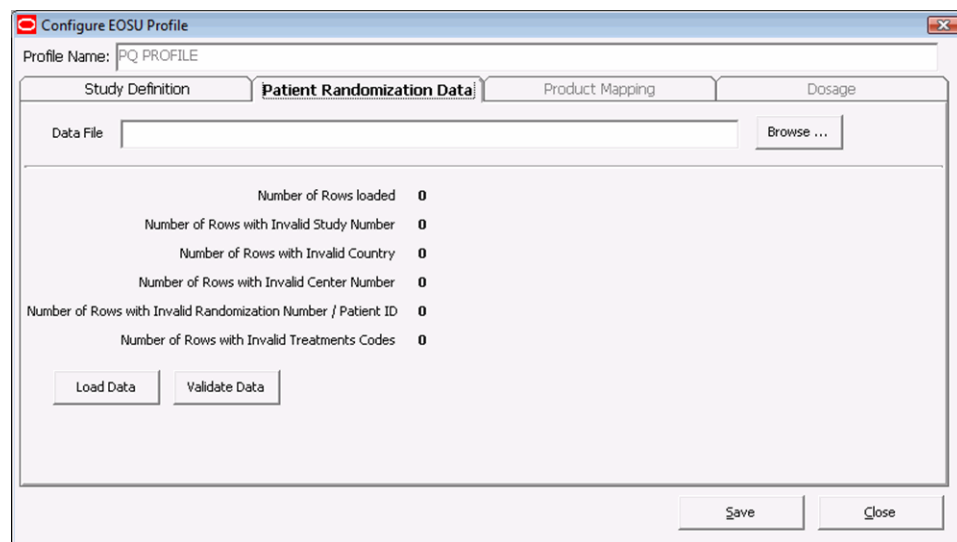 Configure EOSU Profile
Profile Name: PQ PROFILE
Study Definition Patient Randomization Data Product Mapping Dosage
Data File Browse ...
Number of Rows loaded 0
Number of Rows with Invalid Study Number 0
Number of Rows with Invalid Country 0
Number of Rows with Invalid Center Number 0
Number of Rows with Invalid Randomization Number / Patient ID 0
Number of Rows with Invalid Treatments Codes 0
Load Data Validate Data
Save Close